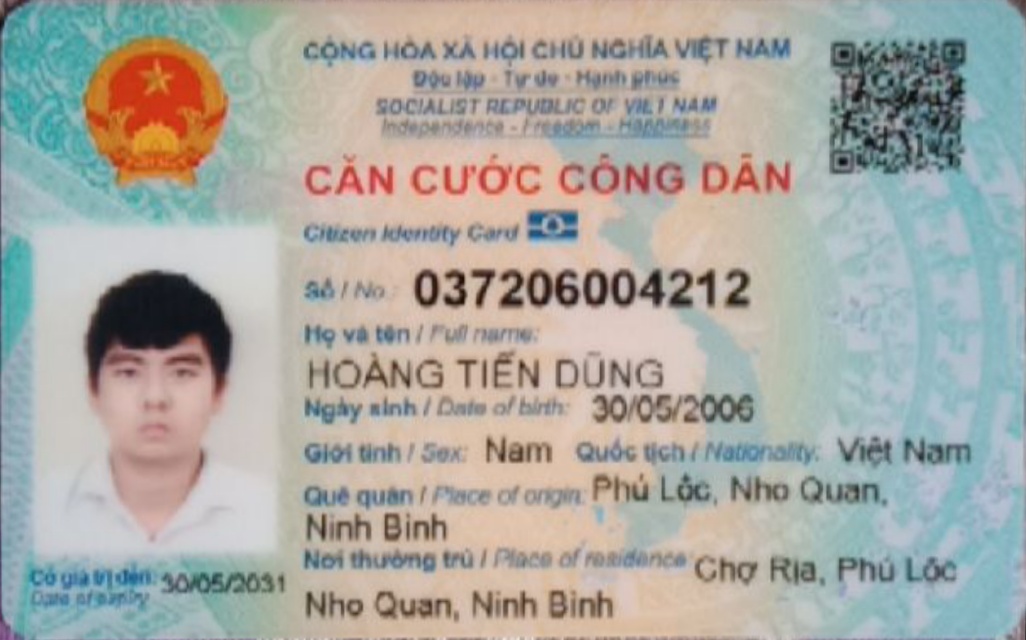 CỘNG HÒA XÃ HỘI CHỦ NGHĨA VIỆT NAM
Độc lập - Tự do - Hạnh phúc
SOCIALIST REPUBLIC OF VIET NAM
Independence - Freedom - Happiness
CĂN CƯỚC CÔNG DÂN
Citizen Identity Card
Số / No.: 037206004212
Họ và tên / Full name:
HOÀNG TIẾN DŨNG
Ngày sinh / Date of birth: 30/05/2006
Giới tính / Sex: Nam Quốc tịch / Nationality: Việt Nam
Quê quán / Place of origin: Phú Lộc, Nho Quan,
Ninh Bình
Nơi thường trú / Place of residence: Chợ Rịa, Phú Lộc
Nho Quan, Ninh Bình
Có giá trị đến: 30/05/2031
Date of expiry